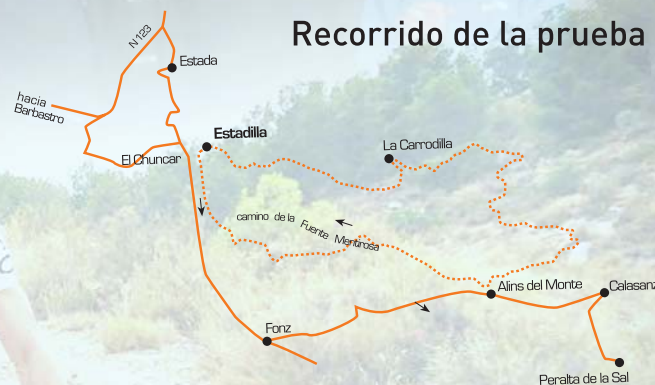 Recorrido de la prueba
N 123
Estada
hacia
Barbastro
Estadilla
La Carrodilla
El Chuncar
camino de la Fuente Mentirosa
Alins del Monte
Calasanz
Fonz
Peralta de la Sal